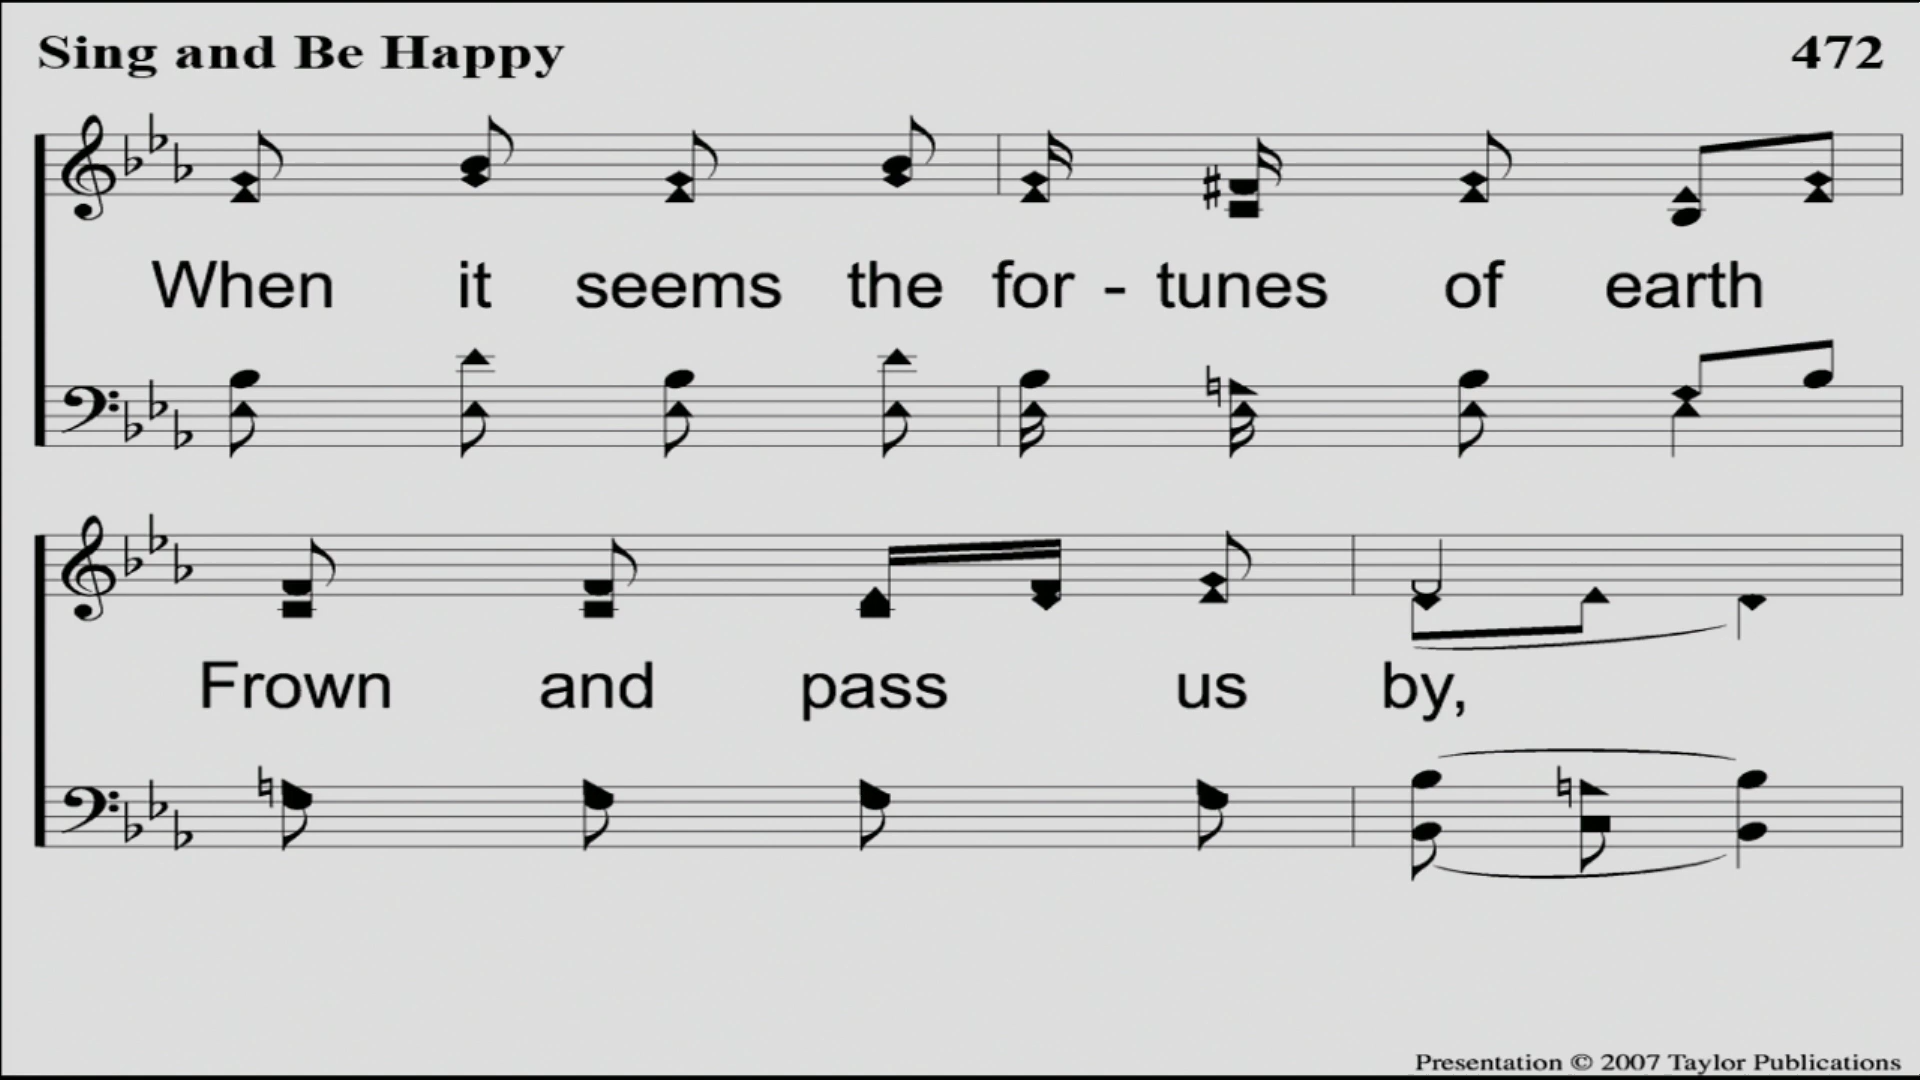 Sing and Be Happy 472
When it seems the for - tunes of earth
Frown and pass us by,
Presentation © 2007 Taylor Publications